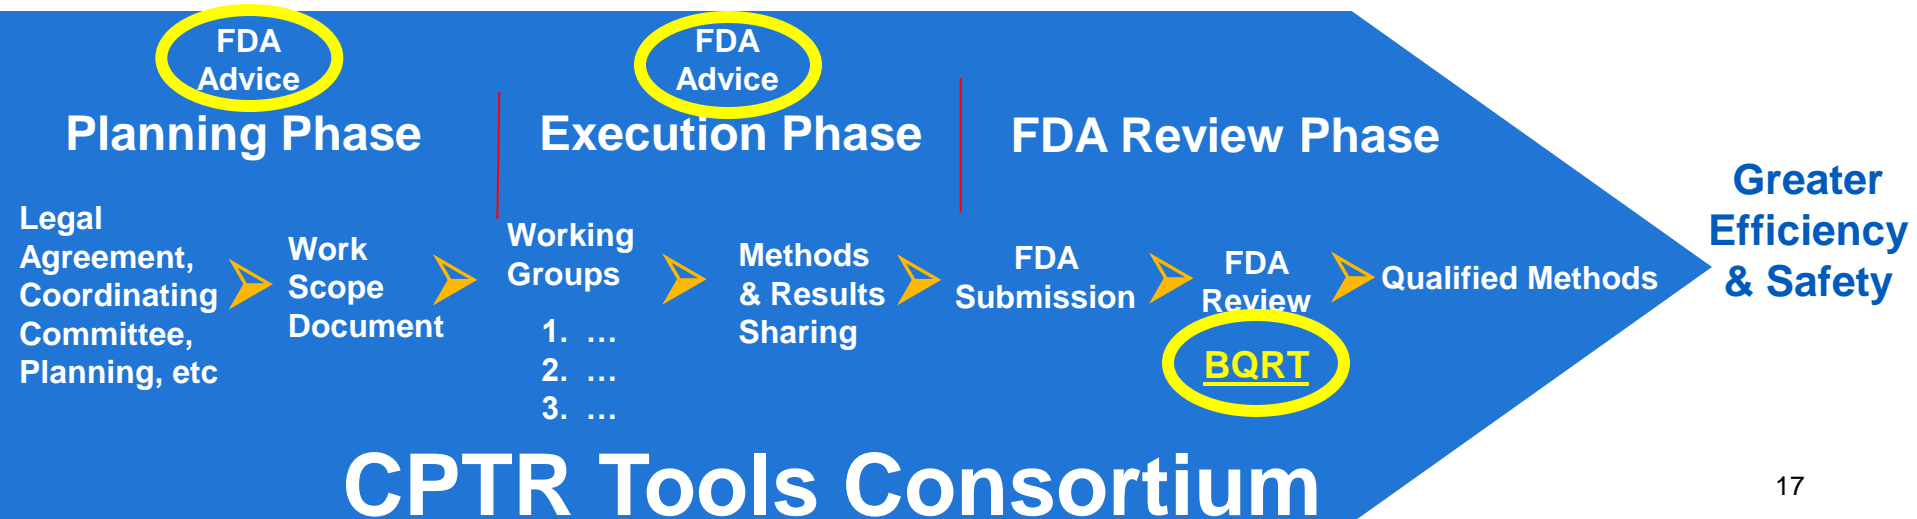 FDA
Advice
Planning Phase
FDA
Advice
Execution Phase
FDA Review Phase
Legal
Agreement,
Coordinating
Committee,
Planning, etc
Work
Scope
Document
Working
Groups
1. …
2. …
3. …
Methods
& Results
Sharing
FDA
Submission
FDA
Review
BQRT
Qualified Methods
Greater
Efficiency
& Safety
CPTR Tools Consortium
17